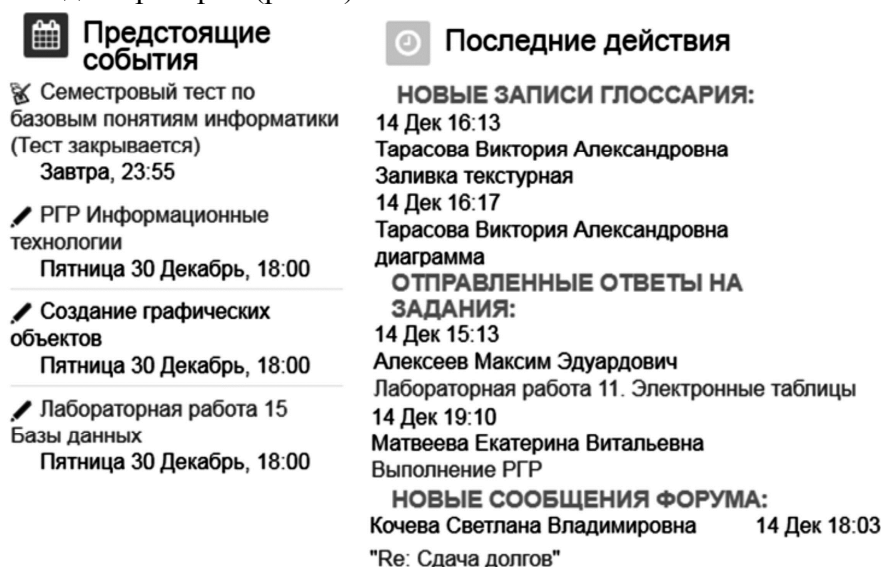 Предстоящие
события
Семестровый тест по
базовым понятиям информатики
(Тест закрывается)
Завтра, 23:55
РГР Информационные
технологии
Пятница 30 Декабрь, 18:00
Создание графических
объектов
Пятница 30 Декабрь, 18:00
Лабораторная работа 15
Базы данных
Пятница 30 Декабрь, 18:00
Последние действия
НОВЫЕ ЗАПИСИ ГЛОССАРИЯ:
14 Дек 16:13
Тарасова Виктория Александровна
Заливка текстурная
14 Дек 16:17
Тарасова Виктория Александровна
диаграмма
ОТПРАВЛЕННЫЕ ОТВЕТЫ НА
ЗАДАНИЯ:
14 Дек 15:13
Алексеев Максим Эдуардович
Лабораторная работа 11. Электронные таблицы
14 Дек 19:10
Матвеева Екатерина Витальевна
Выполнение РГР
НОВЫЕ СООБЩЕНИЯ ФОРУМА:
Кочева Светлана Владимировна 14 Дек 18:03
"Re: Сдача долгов"